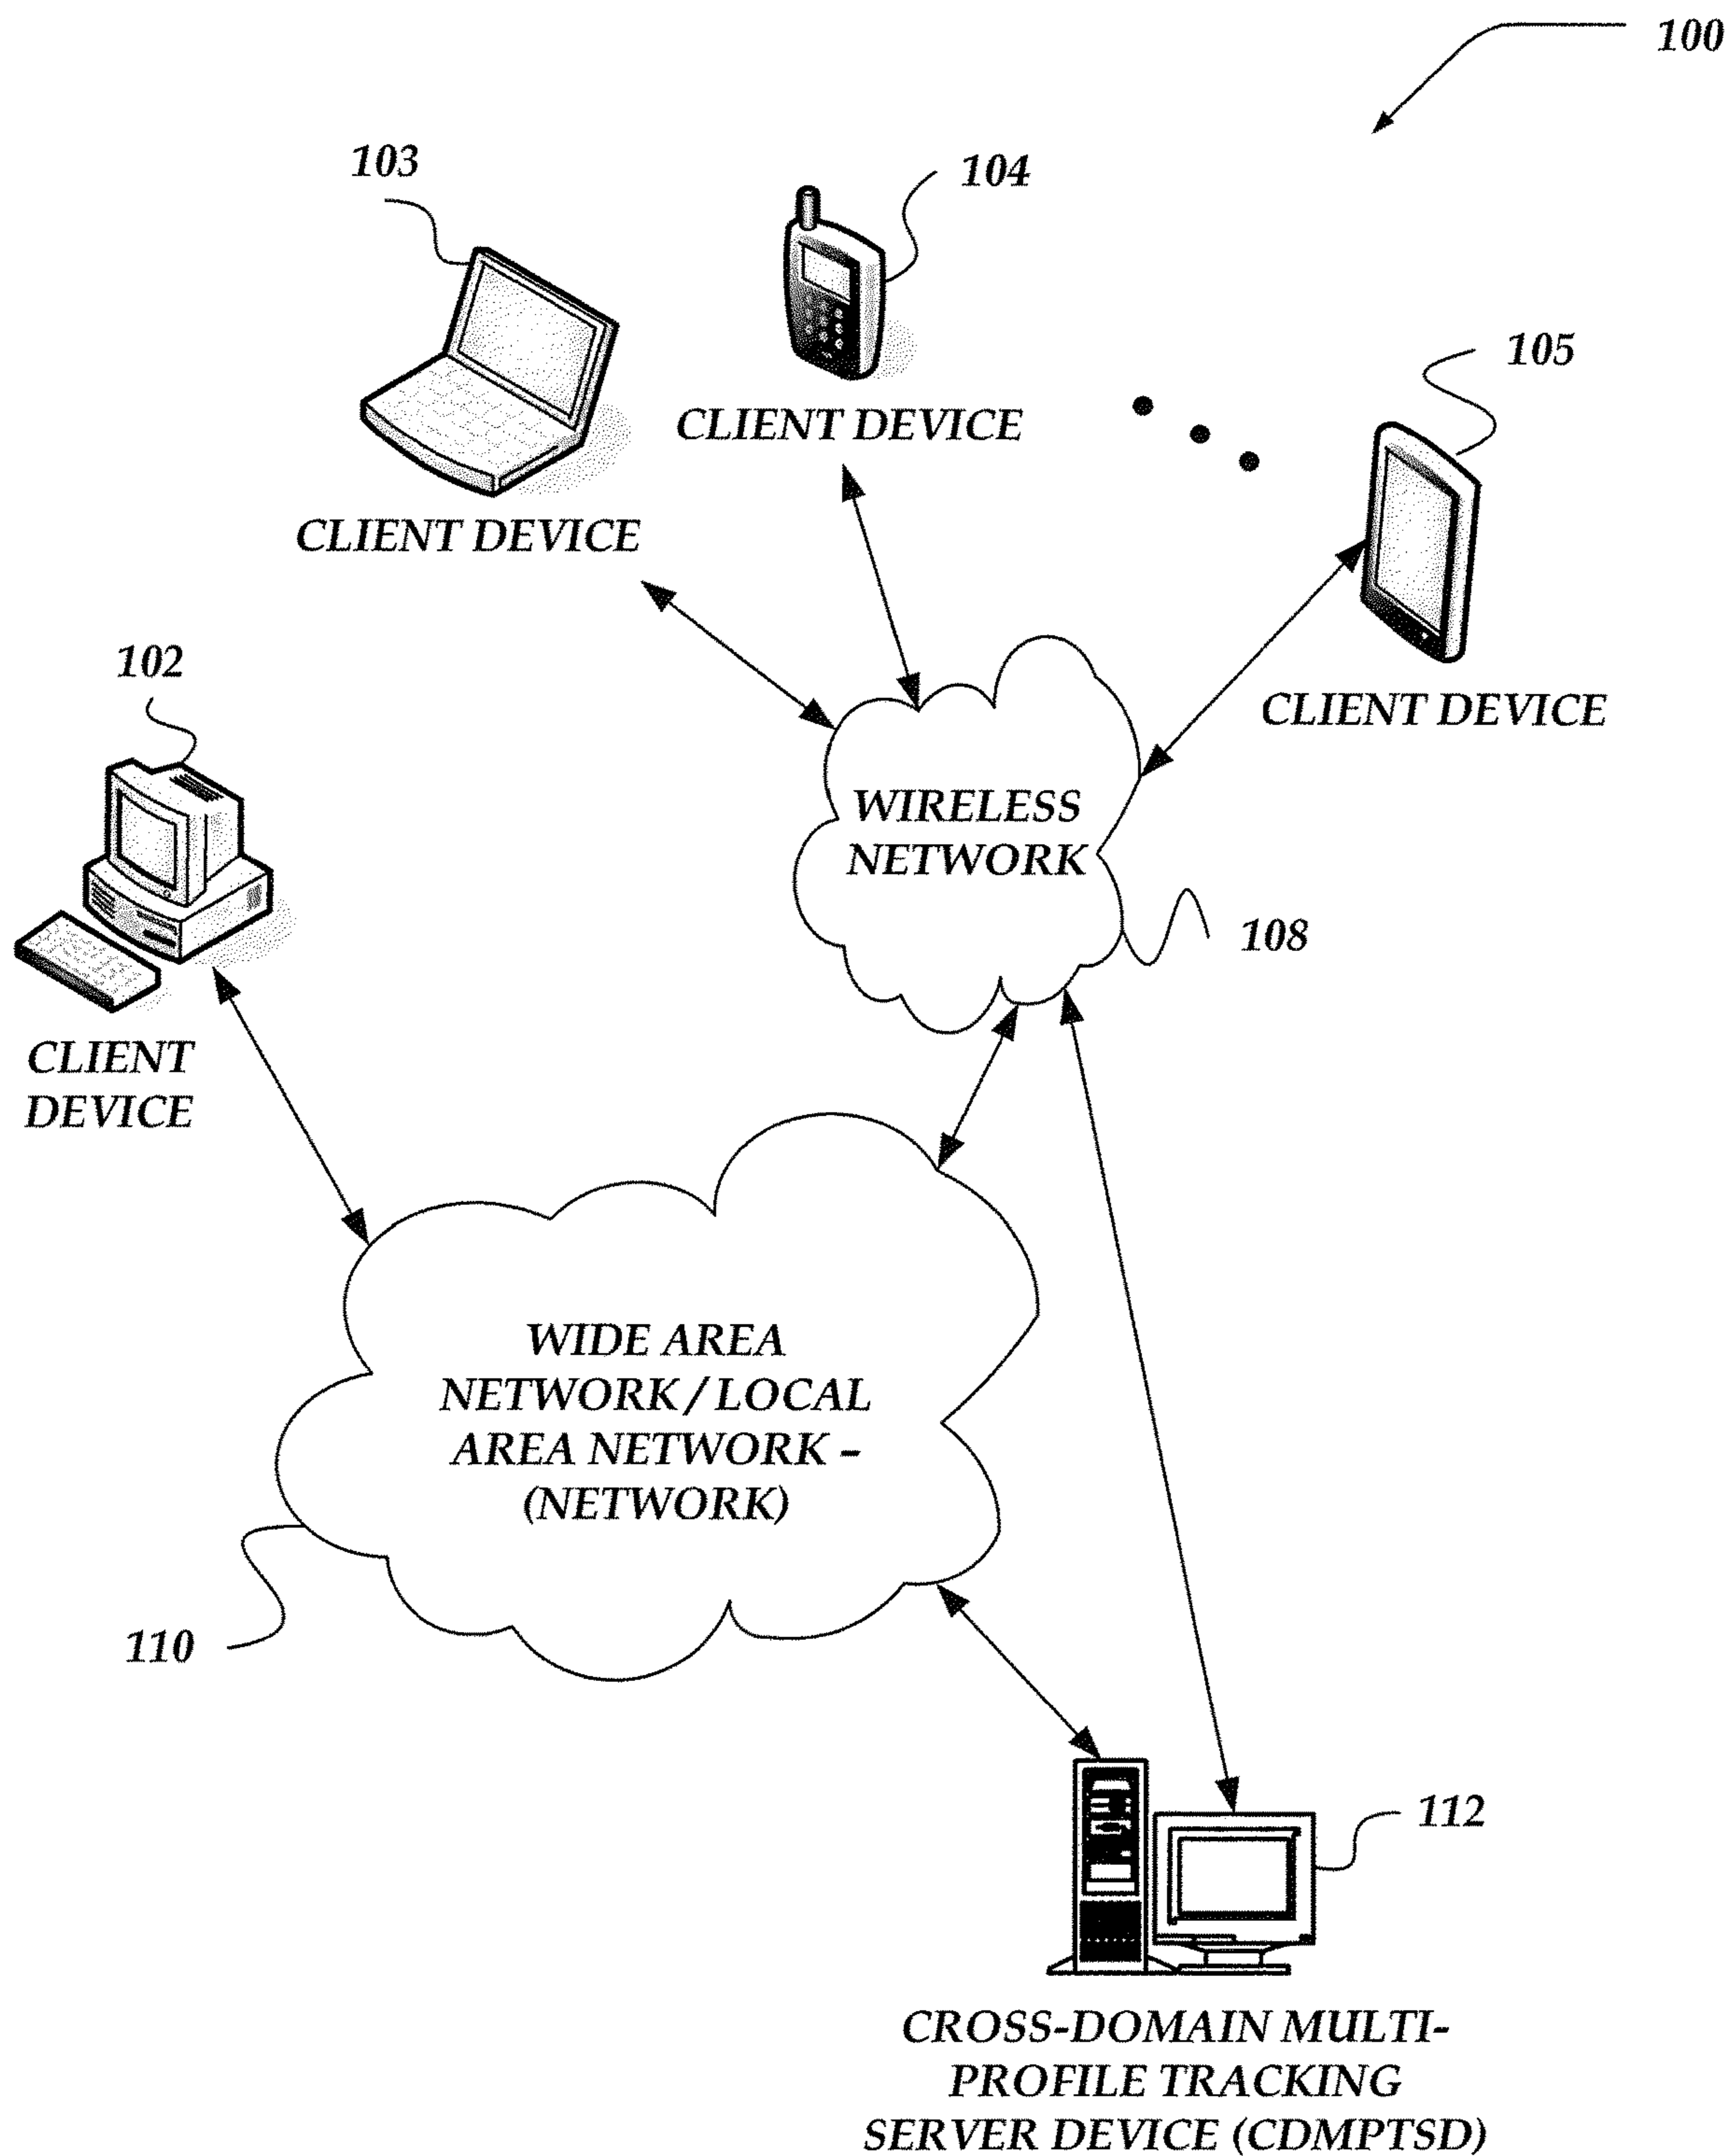 100
103
104
105
CLIENT DEVICE
CLIENT DEVICE
102
CLIENT DEVICE
WIRELESS
NETWORK
108
CLIENT
DEVICE
WIDE AREA
NETWORK / LOCAL
AREA NETWORK –
(NETWORK)
110
112
CROSS-DOMAIN MULTI-
PROFILE TRACKING
SERVER DEVICE (CDMPTSD)